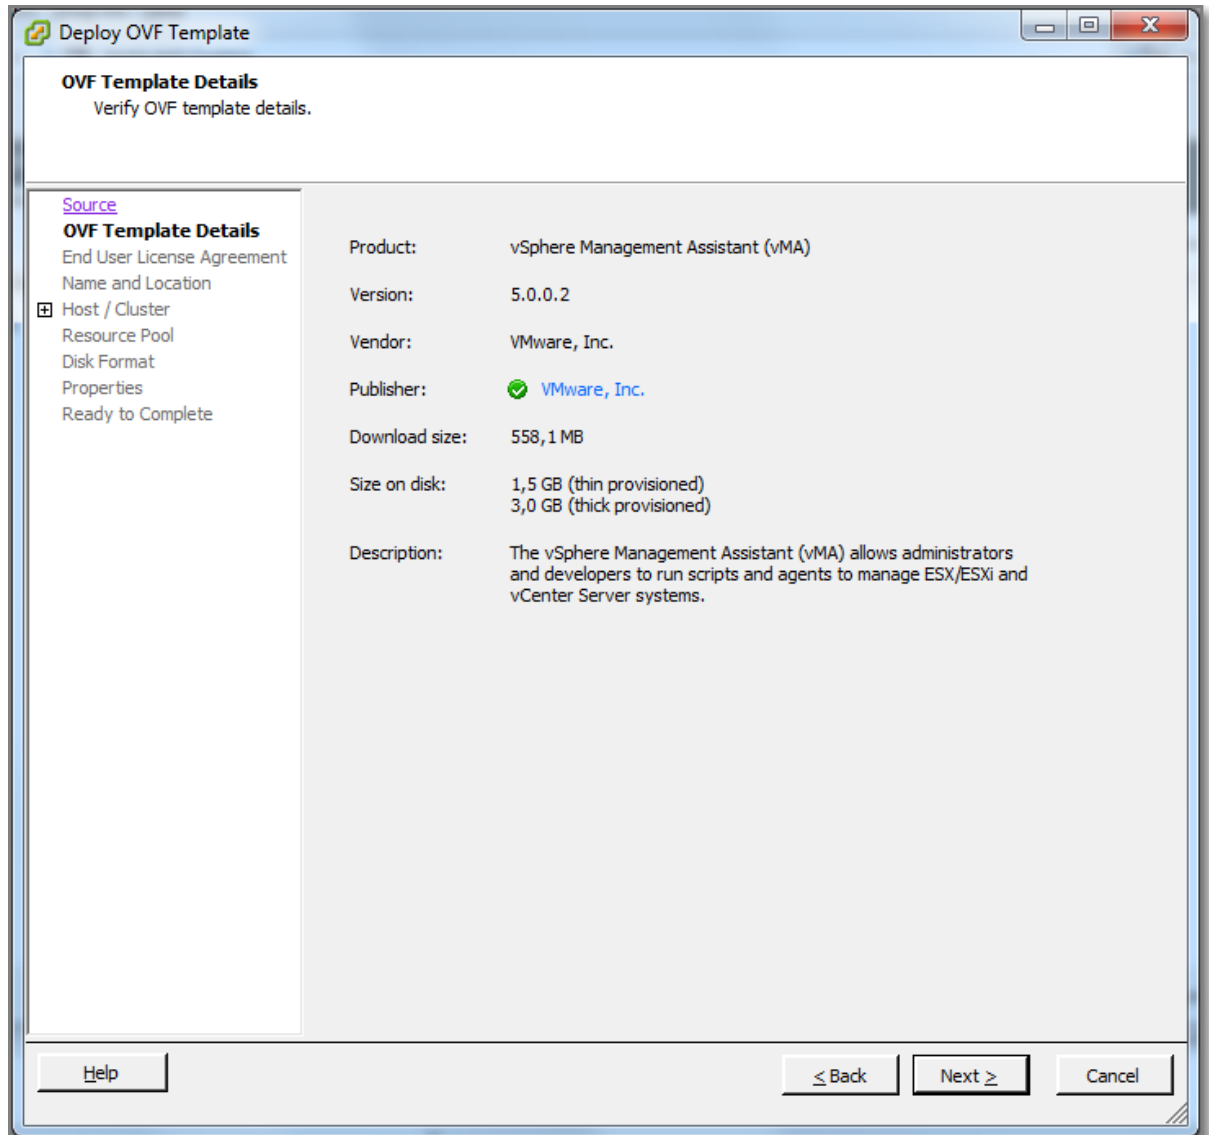 Deploy OVF Template
OVF Template Details
Verify OVF template details.
Source
OVF Template Details
End User License Agreement
Name and Location
Host / Cluster
Resource Pool
Disk Format
Properties
Ready to Complete
Product: vSphere Management Assistant (vMA)
Version: 5.0.0.2
Vendor: VMware, Inc.
Publisher: VMware, Inc.
Download size: 558,1 MB
Size on disk: 1,5 GB (thin provisioned)
3,0 GB (thick provisioned)
Description: The vSphere Management Assistant (vMA) allows administrators
and developers to run scripts and agents to manage ESX/ESXi and
vCenter Server systems.
Help
< Back
Next >
Cancel